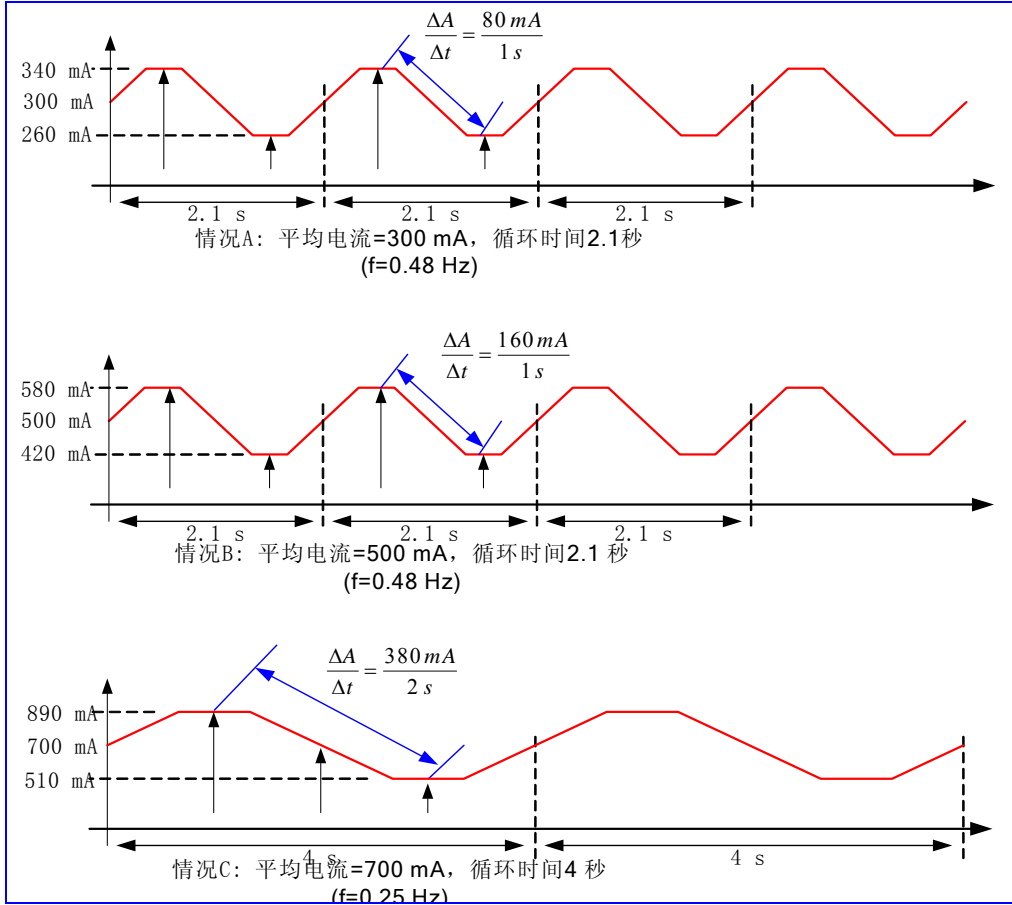 ΔA/Δt = 80 mA/1 s
340 mA
300 mA
260 mA
2.1 s 2.1 s 2.1 s
情况A: 平均电流=300 mA，循环时间2.1秒
(f=0.48 Hz)
ΔA/Δt = 160 mA/1 s
580 mA
500 mA
420 mA
2.1 s 2.1 s 2.1 s
情况B: 平均电流=500 mA，循环时间2.1 秒
(f=0.48 Hz)
ΔA/Δt = 380 mA/2 s
890 mA
700 mA
510 mA
4 s 4 s
情况C: 平均电流=700 mA，循环时间4 秒
(f=0.25 Hz)